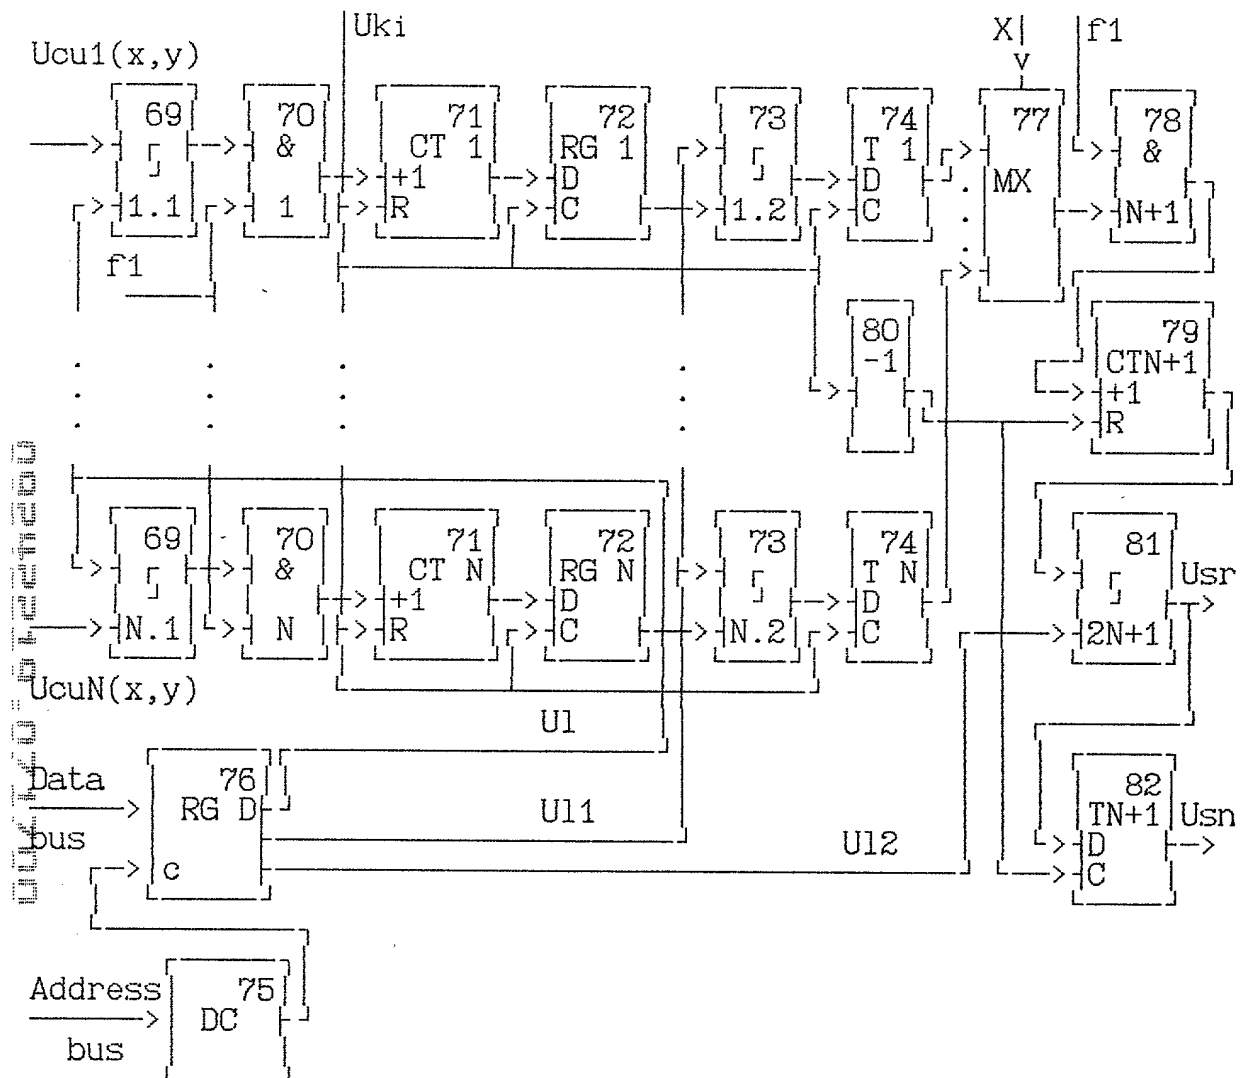 Uki
X
f1
Ucu1(x,y)
69
1.1
70
&
1
71
CT 1
+1
R
72
RG 1
D
C
73
1.2
74
T 1
D
C
77
MX
78
&
N+1
f1
80
-1
79
CTN+1
+1
R
69
N.1
70
&
N
71
CT N
+1
R
72
RG N
D
C
73
N.2
74
T N
D
C
81
2N+1
Usr
UcuN(x,y)
Ul
Data
bus
76
RG D
c
Ul1
Ul2
82
TN+1
D
C
Usn
Address
bus
75
DC